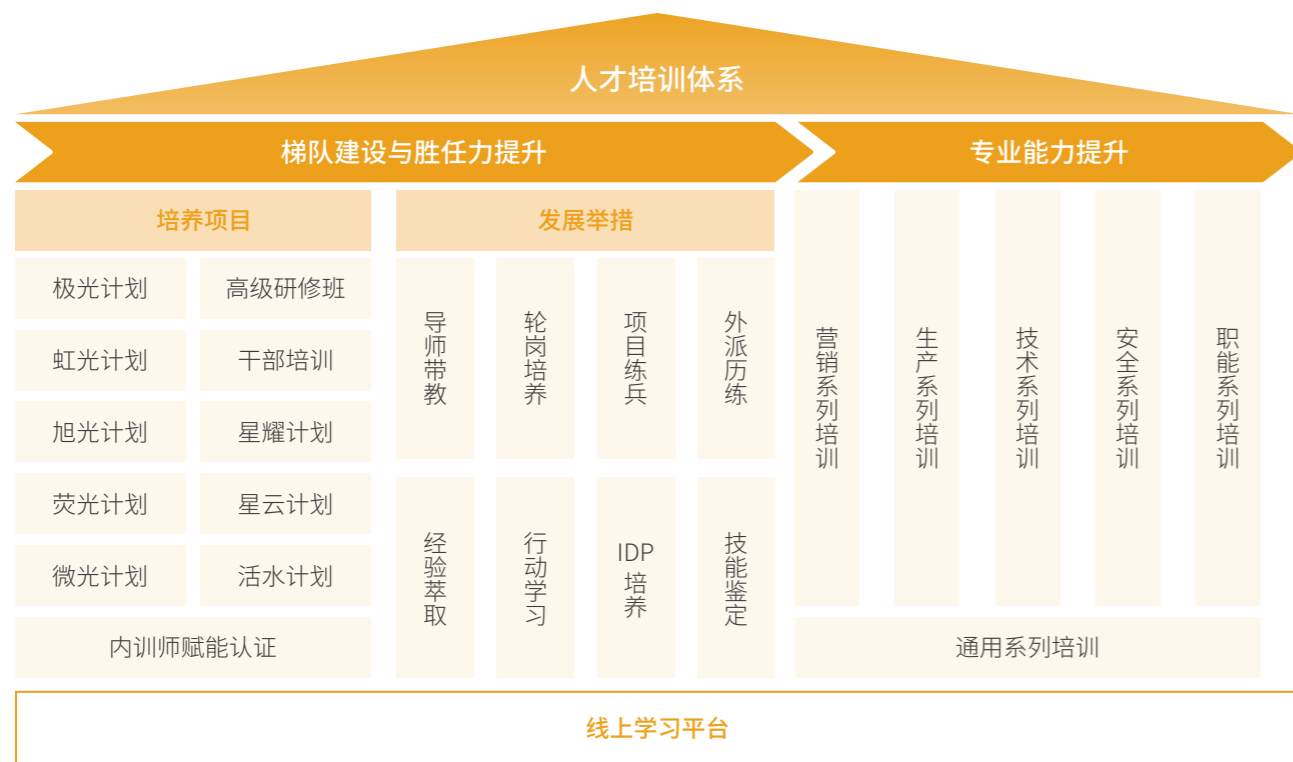 人才培训体系
梯队建设与胜任力提升
专业能力提升
培养项目
发展举措
极光计划
高级研修班
虹光计划
干部培训
旭光计划
星耀计划
荧光计划
星云计划
微光计划
活水计划
内训师赋能认证
导师带教
轮岗培养
项目练兵
外派历练
经验萃取
行动学习
IDP
培养
技能鉴定
营销系列培训
生产系列培训
技术系列培训
安全系列培训
职能系列培训
通用系列培训
线上学习平台